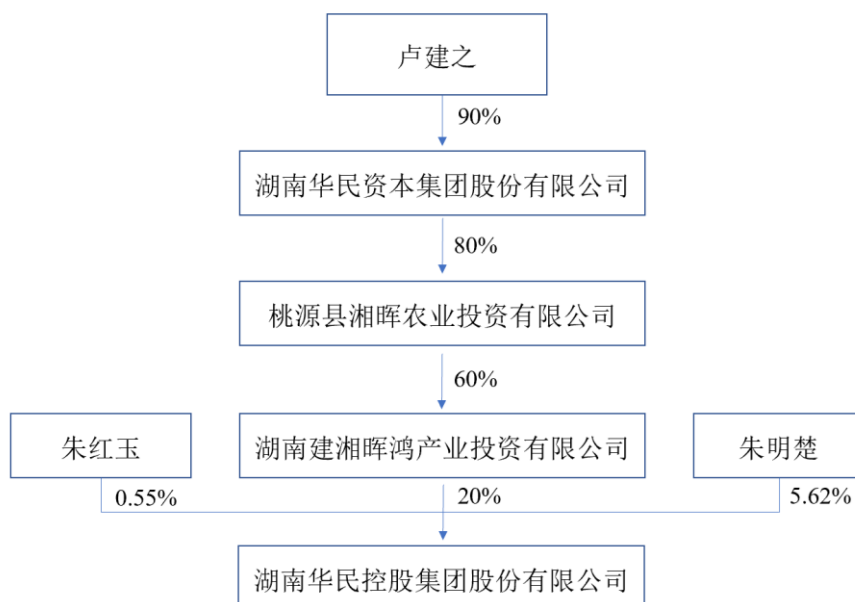 卢建之
90%
湖南华民资本集团股份有限公司
80%
桃源县湘晖农业投资有限公司
60%
朱红玉
湖南建湘晖鸿产业投资有限公司
朱明楚
0.55%
20%
5.62%
湖南华民控股集团股份有限公司